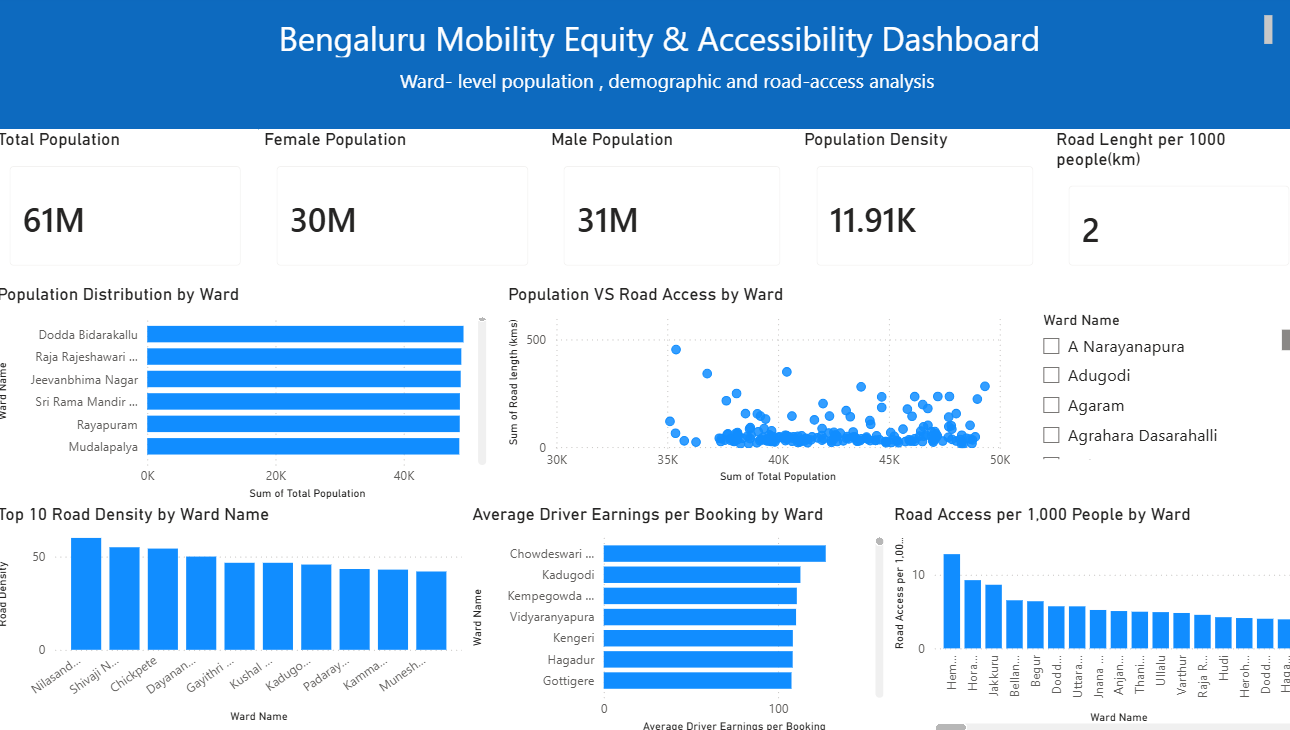 Bengaluru Mobility Equity & Accessibility Dashboard
Ward- level population , demographic and road-access analysis
Total Population
Female Population
Male Population
Population Density
Road Lenght per 1000
people(km)
61M
30M
31M
11.91K
2
Population Distribution by Ward
Ward Name
Dodda Bidarakallu
Raja Rajeshawari ...
Jeevanbhima Nagar
Sri Rama Mandir ...
Rayapuram
Mudalapalya
0K
20K
40K
Sum of Total Population
Population VS Road Access by Ward
Sum of Road length (kms)
500
0
30K
35K
40K
45K
50K
Sum of Total Population
Ward Name
A Narayanapura
Adugodi
Agaram
Agrahara Dasarahalli
Top 10 Road Density by Ward Name
Road Density
50
0
Nilasand...
Shivaji N...
Chickpete
Dayanan...
Gayithri ...
Kushal ...
Kadugo...
Padaray...
Kamma...
Munesh...
Ward Name
Average Driver Earnings per Booking by Ward
Ward Name
Chowdeswari ...
Kadugodi
Kempegowda ...
Vidyaranyapura
Kengeri
Hagadur
Gottigere
0
100
Average Driver Earnings per Booking
Road Access per 1,000 People by Ward
Road Access per 1,00...
10
0
Hem...
Hora...
Jakkuru
Bellan...
Begur
Dodd...
Uttara...
Jnana ...
Anjan...
Thani...
Ullalu
Varthur
Raja R...
Hudi
Heroh...
Dodd...
Haga...
Ward Name